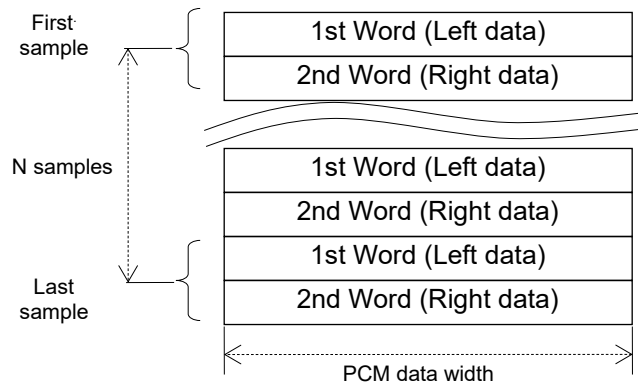 First
sample
1st Word (Left data)
2nd Word (Right data)
N samples
1st Word (Left data)
2nd Word (Right data)
1st Word (Left data)
Last
sample
2nd Word (Right data)
PCM data width